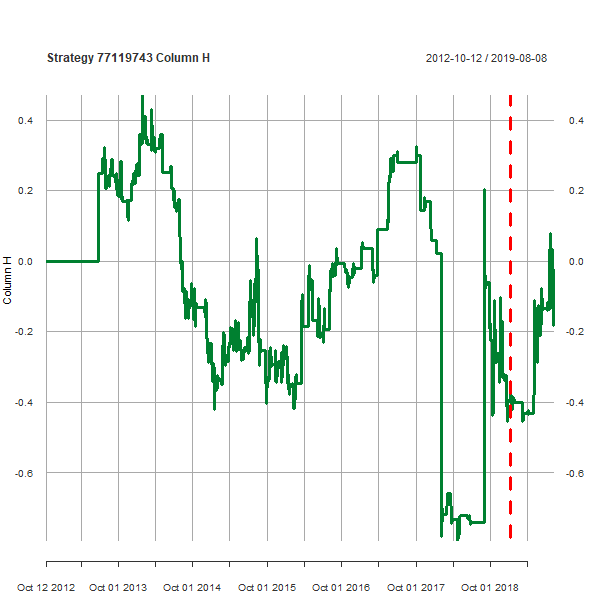 Strategy 77119743 Column H
2012-10-12 / 2019-08-08
0.4
0.4
0.2
0.2
0.0
0.0
Column H
-0.2
-0.2
-0.4
-0.4
-0.6
-0.6
Oct 12 2012
Oct 01 2013
Oct 01 2014
Oct 01 2015
Oct 01 2016
Oct 01 2017
Oct 01 2018